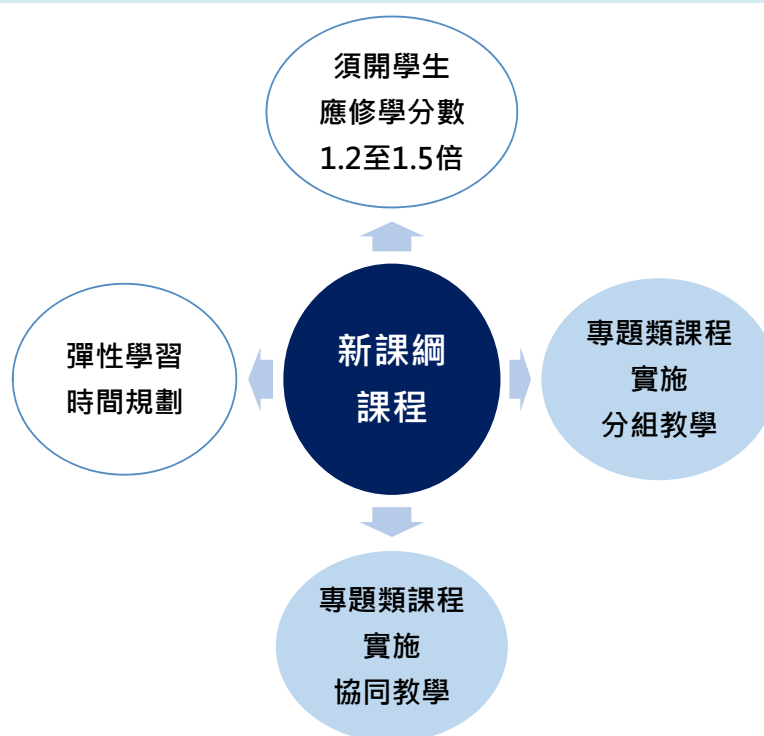 須開學生
應修學分數
1.2至1.5倍
彈性學習
時間規劃
新課綱
課程
專題類課程
實施
分組教學
專題類課程
實施
協同教學